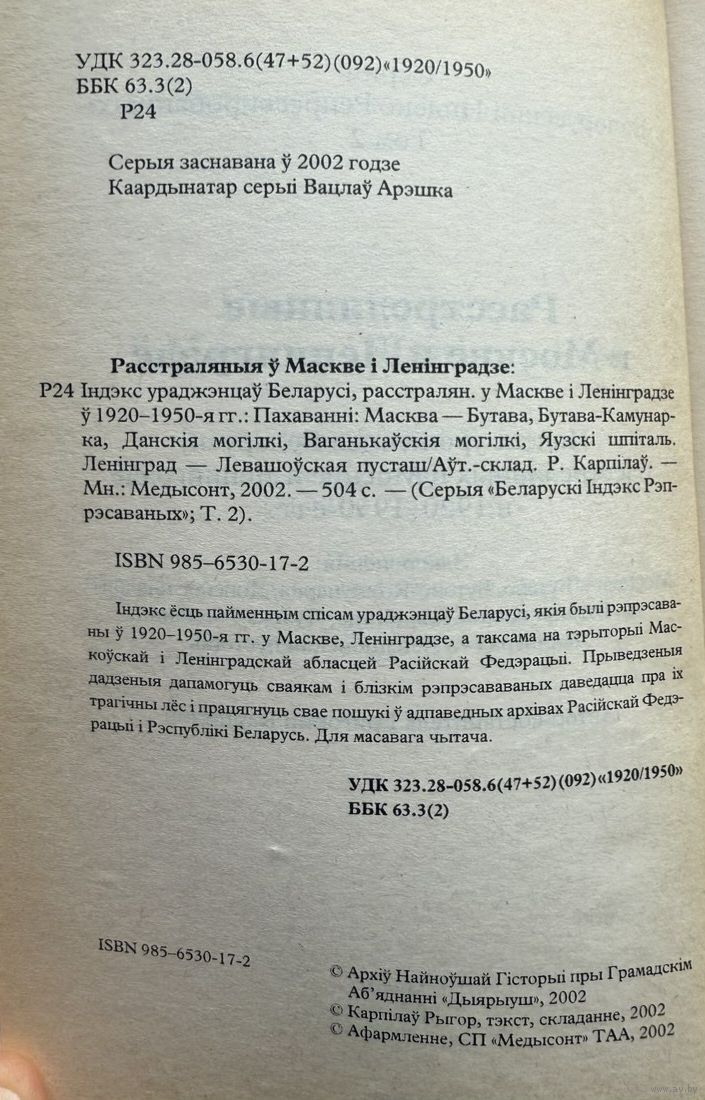 УДК 323.28-058.6(47+52)(092)«1920/1950»
ББК 63.3(2)
Р24
Серыя заснавана ў 2002 годзе
Каардынатар серыі Вацлаў Арэшка
Расстраляныя ў Маскве і Ленінградзе:
Р24 Індэкс ураджэнцаў Беларусі, расстралян. у Маскве і Ленінградзе
ў 1920–1950-я гг.: Пахаванні: Масква — Бутава, Бутава-Камунар-
ка, Данскія могілкі, Ваганькаўскія могілкі, Яузскі шпіталь.
Ленінград — Левашоўская пусташ/Аўт.-склад. Р. Карпілаў. —
Мн.: Медысонт, 2002. — 504 с. — (Серыя «Беларускі Індэкс Рэп-
рэсаваных»; Т. 2).
ISBN 985–6530-17-2
Індэкс ёсць пайменным спісам ураджэнцаў Беларусі, якія былі рэпрэсава-
ны ў 1920–1950-я гг. у Маскве, Ленінградзе, а таксама на тэрыторыі Мас-
коўскай і Ленінградскай абласцей Расійскай Федэрацыі. Прыведзеныя
дадзеныя дапамогуць сваякам і блізкім рэпрэсаваных даведацца пра іх
трагічны лёс і працягнуць свае пошукі ў адпаведных архівах Расійскай Федэ-
рацыі і Рэспублікі Беларусь. Для масавага чытача.
УДК 323.28-058.6(47+52)(092)«1920/1950»
ББК 63.3(2)
ISBN 985–6530-17-2
© Архіў Найноўшай Гісторыі пры Грамадскім
Аб’яднанні «Дыярыуш», 2002
© Карпілаў Рыгор, тэкст, складанне, 2002
© Афармленне, СП «Медысонт» ТАА, 2002
www.av.by